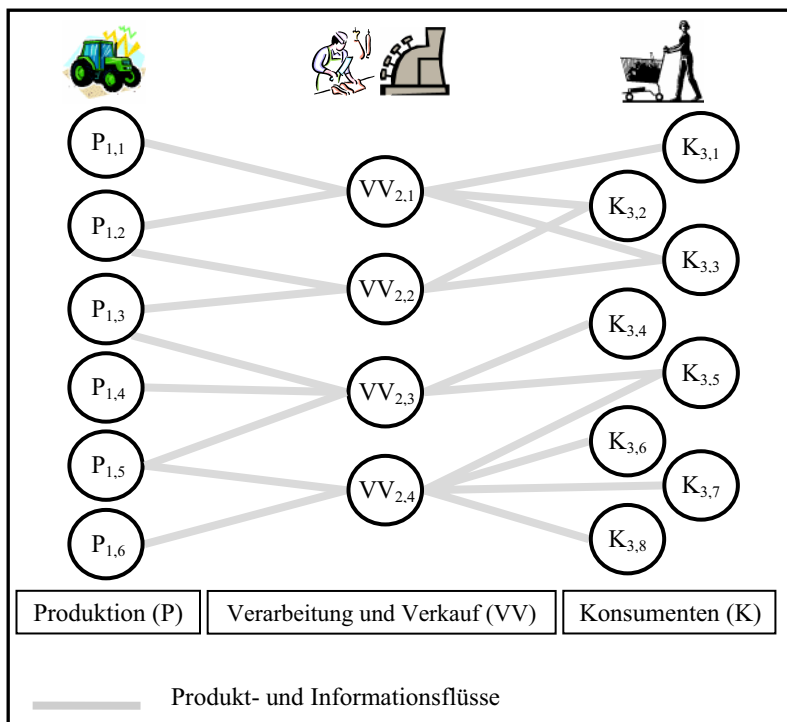 P1,1
P1,2
P1,3
P1,4
P1,5
P1,6
VV2,1
VV2,2
VV2,3
VV2,4
K3,1
K3,2
K3,3
K3,4
K3,5
K3,6
K3,7
K3,8
Produktion (P)
Verarbeitung und Verkauf (VV)
Konsumenten (K)
Produkt- und Informationsflüsse